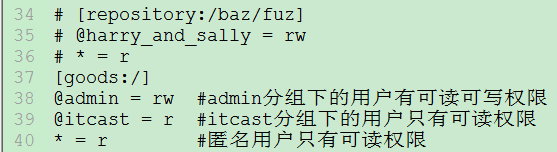 34 # [repository:/baz/fuz]
35 # @harry_and_sally = rw
36 # * = r
37 [goods:/]
38 @admin = rw  #admin分组下的用户有可读可写权限
39 @itcast = r  #itcast分组下的用户只有可读权限
40 * = r        #匿名用户只有可读权限